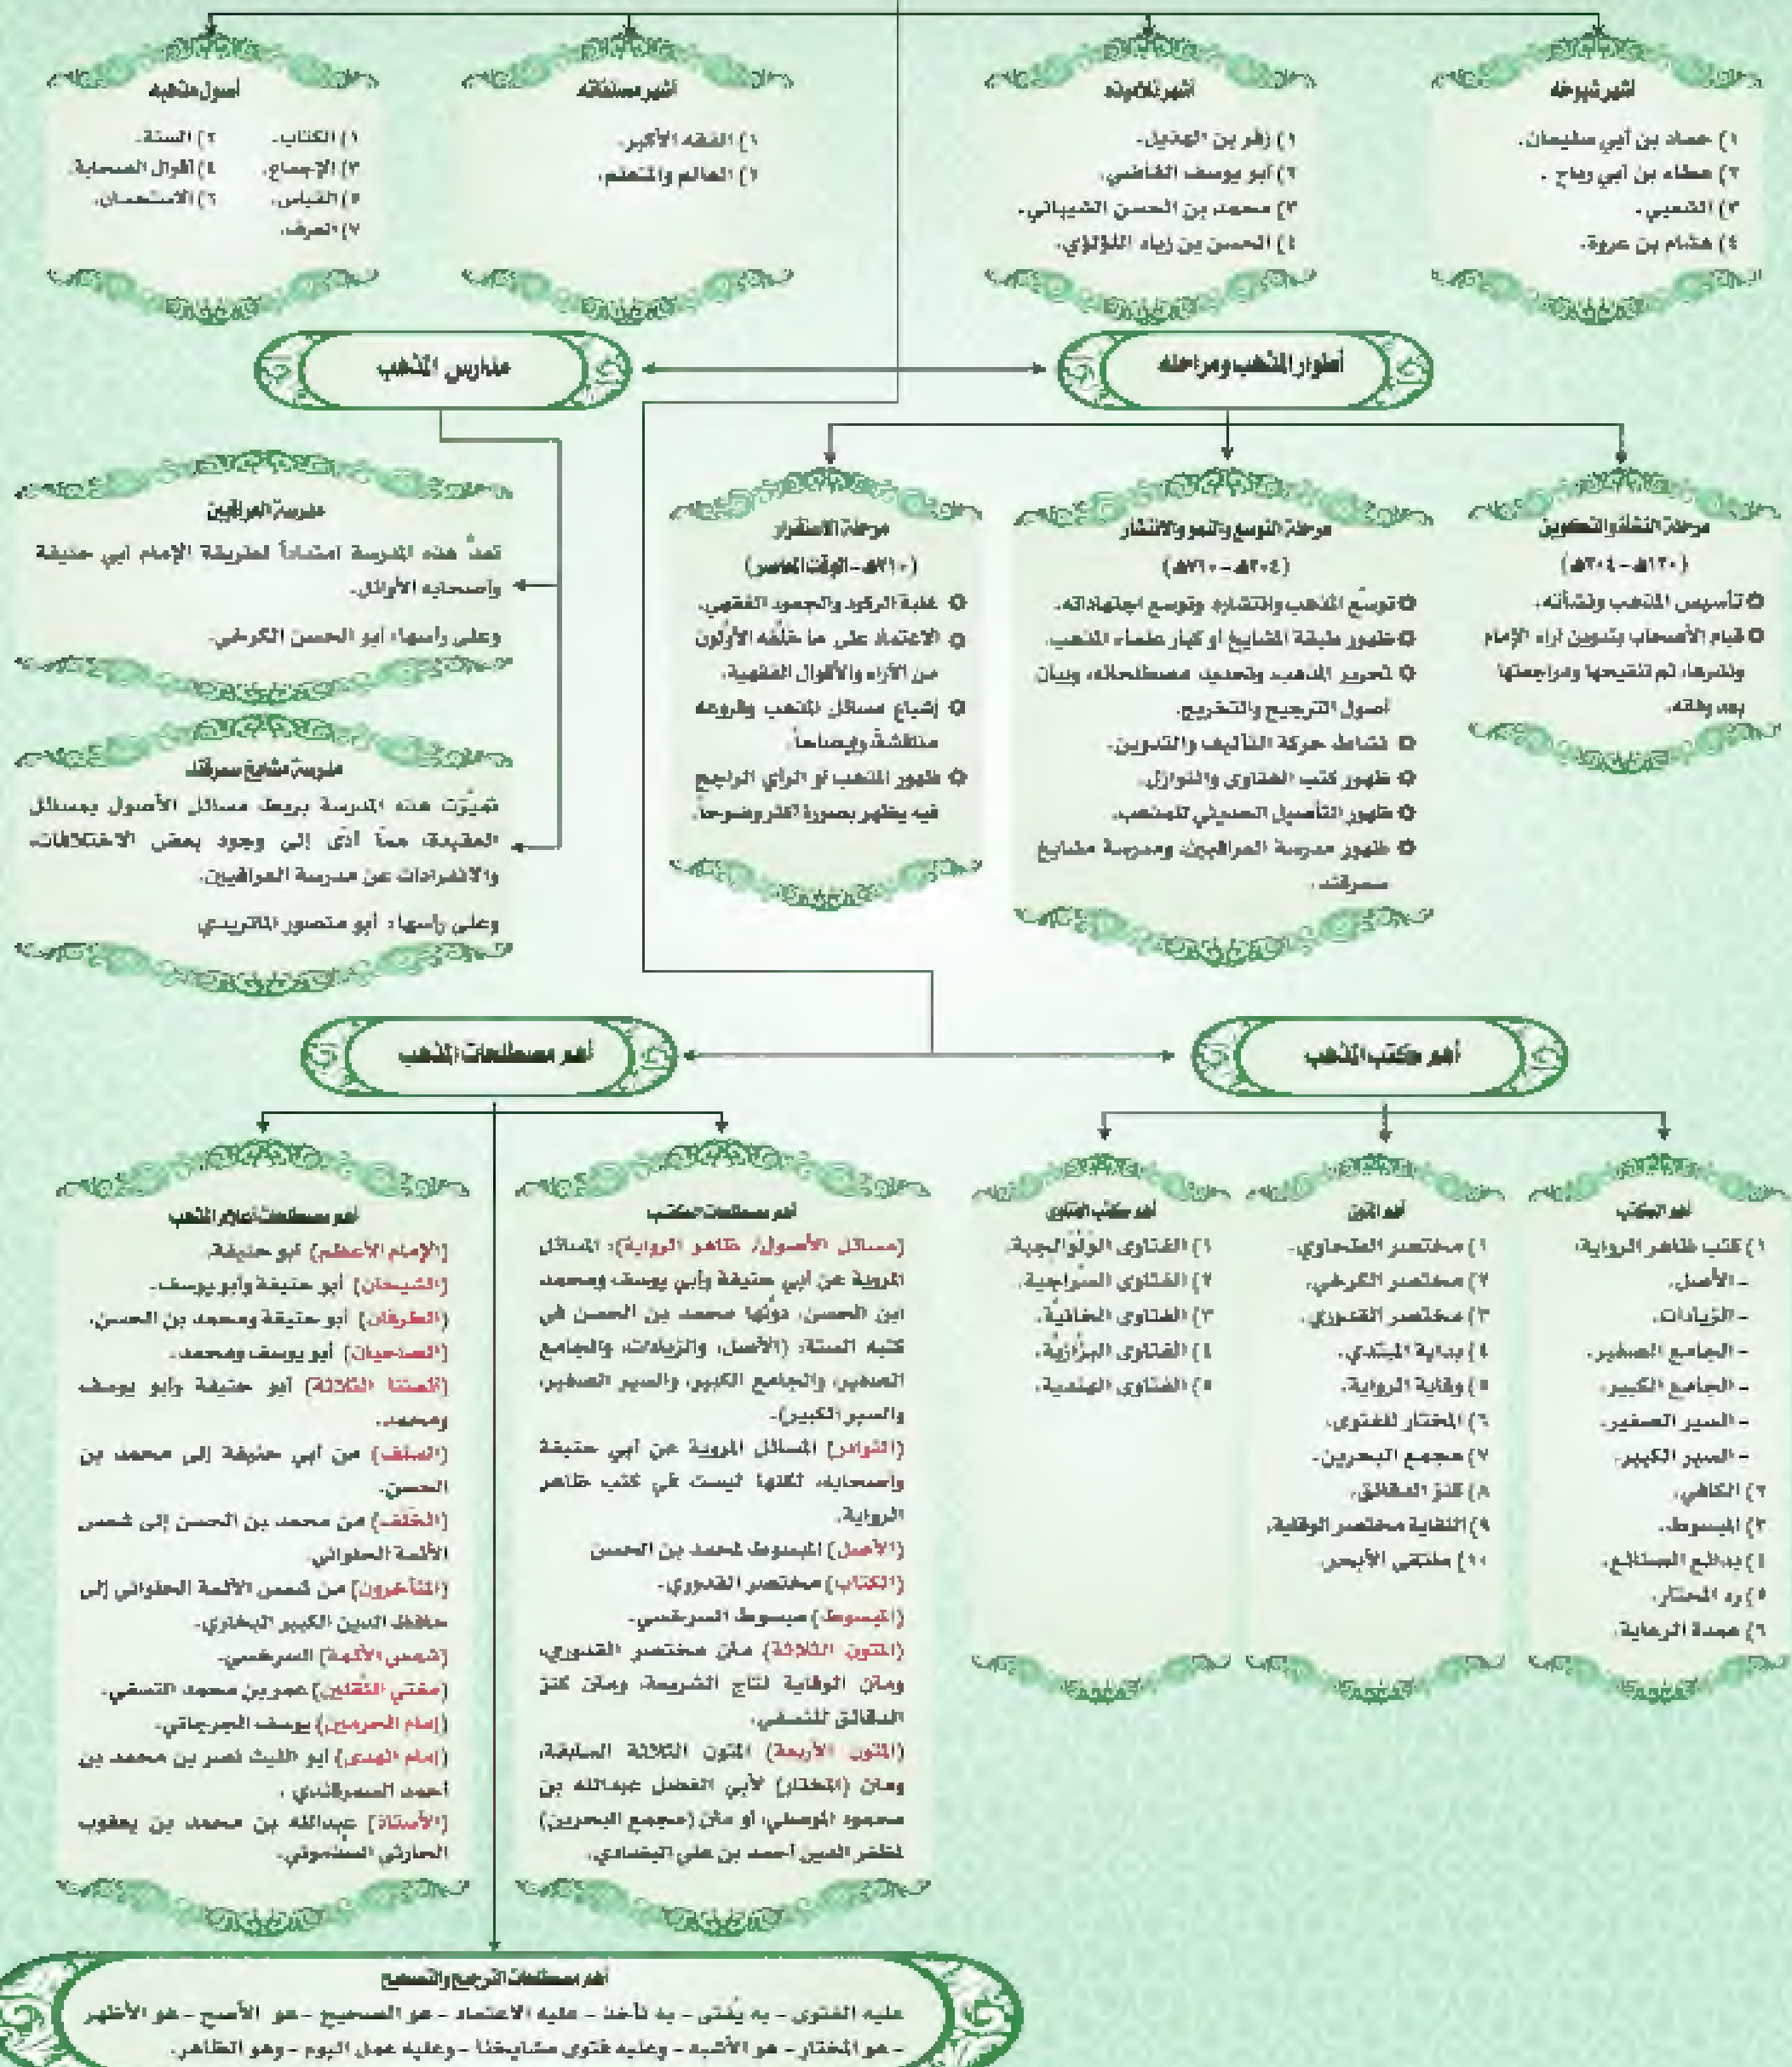 أشهر شيوخه
١) حماد بن أبي سليمان.
٢) عطاء بن أبي رباح .
٣) الشعبي.
٤) هشام بن عروة.
أشهر تلاميذه
١) زفر بن الهذيل.
٢) أبو يوسف القاضي.
٣) محمد بن الحسن الشيباني.
٤) الحسن بن زياد اللؤلؤي.
أشهر مصنفاته
١) الفقه الأكبر.
٢) العالم والمتعلم.
أصول مذهبه
١) الكتاب. ٢) السنة.
٣) الإجماع. ٤) أقوال الصحابة.
٥) القياس. ٦) الاستحسان.
٧) العرف.
أطوار المذهب ومراحله
مدارس المذهب
مرحلة النشأة والتكوين
(١٢٠هـ - ٢٠٤هـ)
تأسيس المذهب ونشأته.
قيام الأصحاب بتدوين آراء الإمام
ونشرها، ثم تنقيحها ومراجعتها
بعد وفاته.
مرحلة التوسع والنمو والانتشار
(٢٠٤هـ - ٧١٠هـ)
توسّع المذهب وانتشاره وتوسع اجتهاداته.
ظهور طبقة المشايخ أو كبار علماء المذهب.
تحرير المذهب وتحديد مصطلحاته، وبيان
أصول الترجيح والتخريج.
نشاط حركة التأليف والتدوين.
ظهور كتب الفتاوى والنوازل.
ظهور التأصيل الحديثي للمذهب.
ظهور مدرسة العراقيين، ومدرسة مشايخ
سمرقند.
مرحلة الاستقرار
(٧١٠هـ - الوقت المعاصر)
غلبة الركود والجمود الفقهي.
الاعتماد على ما خلّفه الأولون
من الآراء والأقوال الفقهية.
إشباع مسائل المذهب وفروعه
مناقشةً وإيضاحاً.
ظهور المذهب أو الرأي الراجح
فيه يظهر بصورة أكثر وضوحاً.
مدرسة العراقيين
تعدّ هذه المدرسة امتداداً لطريقة الإمام أبي حنيفة
وأصحابه الأوائل.
وعلى رأسها: أبو الحسن الكرخي.
مدرسة مشايخ سمرقند
تميّزت هذه المدرسة بربط مسائل الأصول بمسائل
العقيدة، ممّا أدّى إلى وجود بعض الاختلافات،
والانفرادات عن مدرسة العراقيين.
وعلى رأسها: أبو منصور الماتريدي
أهم كتب المذهب
أهم مصطلحات المذهب
أهم الكتب
١) كتب ظاهر الرواية:
- الأصل.
- الزيادات.
- الجامع الصغير.
- الجامع الكبير.
- السير الصغير.
- السير الكبير.
٢) الكافي.
٣) المبسوط.
٤) بدائع الصنائع.
٥) رد المحتار.
٦) عمدة الرعاية.
أهم المتون
١) مختصر الطحاوي.
٢) مختصر الكرخي.
٣) مختصر القدوري.
٤) بداية المبتدي.
٥) وقاية الرواية.
٦) المختار للفتوى.
٧) مجمع البحرين.
٨) كنز الدقائق.
٩) النقاية مختصر الوقاية.
١٠) ملتقى الأبحر.
أهم كتب الفتاوى
١) الفتاوى الولوالجية.
٢) الفتاوى السراجية.
٣) الفتاوى الخانيّة.
٤) الفتاوى البزازيّة.
٥) الفتاوى الهندية.
أهم مصطلحات الكتب
(مسائل الأصول/ ظاهر الرواية): المسائل
المروية عن أبي حنيفة وأبي يوسف ومحمد
ابن الحسن، دوّنها محمد بن الحسن في
كتبه الستة: (الأصل، والزيادات، والجامع
الصغير، والجامع الكبير، والسير الصغير،
والسير الكبير).
(النوادر) المسائل المروية عن أبي حنيفة
وأصحابه، لكنها ليست في كتب ظاهر
الرواية.
(الأصل) المبسوط لمحمد بن الحسن
(الكتاب) مختصر القدوري.
(المبسوط) مبسوط السرخسي.
(المتون الثلاثة) متن مختصر القدوري،
ومتن الوقاية لتاج الشريعة، ومتن كنز
الدقائق للنسفي.
(المتون الأربعة) المتون الثلاثة السابقة،
ومتن (المختار) لأبي الفضل عبدالله بن
محمود الموصلي، أو متن (مجمع البحرين)
لمظفر الدين أحمد بن علي البغدادي.
أهم مصطلحات أعلام المذهب
(الإمام الأعظم) أبو حنيفة.
(الشيخان) أبو حنيفة وأبو يوسف.
(الطرفان) أبو حنيفة ومحمد بن الحسن.
(الصاحبان) أبو يوسف ومحمد.
(أئمتنا الثلاثة) أبو حنيفة وأبو يوسف
ومحمد.
(السلف) من أبي حنيفة إلى محمد بن
الحسن.
(الخلف) من محمد بن الحسن إلى شمس
الأئمة الحلواني.
(المتأخرون) من شمس الأئمة الحلواني إلى
حافظ الدين الكبير البخاري.
(شمس الأئمة) السرخسي.
(مفتي الثقلين) عمر بن محمد النسفي.
(إمام الحرمين) يوسف الجرجاني.
(إمام الهدى) أبو الليث نصر بن محمد بن
أحمد السمرقندي .
(الأستاذ) عبدالله بن محمد بن يعقوب
الحارثي السبذموني.
أهم مصطلحات الترجيح والتصحيح
عليه الفتوى - به يُفتى - به نأخذ - عليه الاعتماد - هو الصحيح - هو الأصح - هو الأظهر
- هو المختار - هو الأشبه - وعليه فتوى مشايخنا - وعليه عمل اليوم - وهو الظاهر.